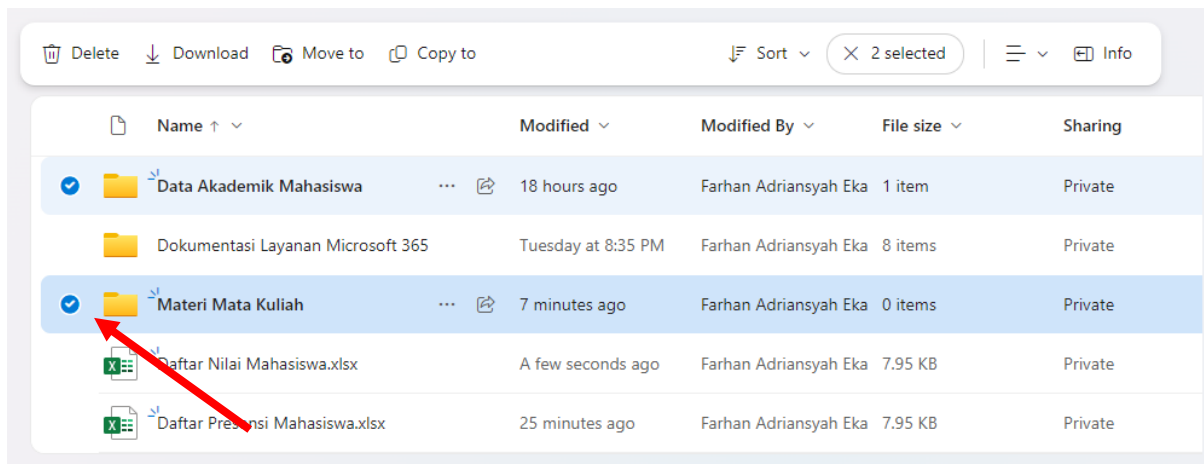 Delete Download Move to Copy to Sort 2 selected Info
Name Modified Modified By File size Sharing
Data Akademik Mahasiswa ... 18 hours ago Farhan Adriansyah Eka 1 item Private
Dokumentasi Layanan Microsoft 365 Tuesday at 8:35 PM Farhan Adriansyah Eka 8 items Private
Materi Mata Kuliah ... 7 minutes ago Farhan Adriansyah Eka 0 items Private
Daftar Nilai Mahasiswa.xlsx A few seconds ago Farhan Adriansyah Eka 7.95 KB Private
Daftar Presensi Mahasiswa.xlsx 25 minutes ago Farhan Adriansyah Eka 7.95 KB Private